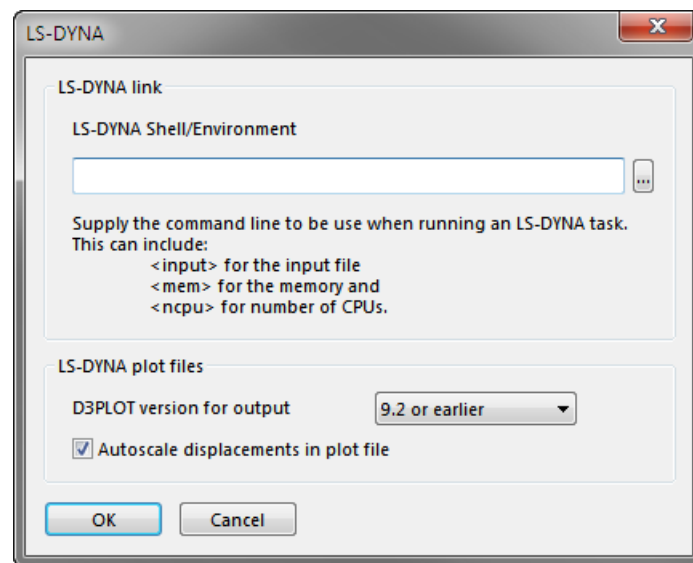 LS-DYNA
LS-DYNA link
LS-DYNA Shell/Environment
...
Supply the command line to be use when running an LS-DYNA task.
This can include:
<input> for the input file
<mem> for the memory and
<ncpu> for number of CPUs.
LS-DYNA plot files
D3PLOT version for output
9.2 or earlier
Autoscale displacements in plot file
OK
Cancel